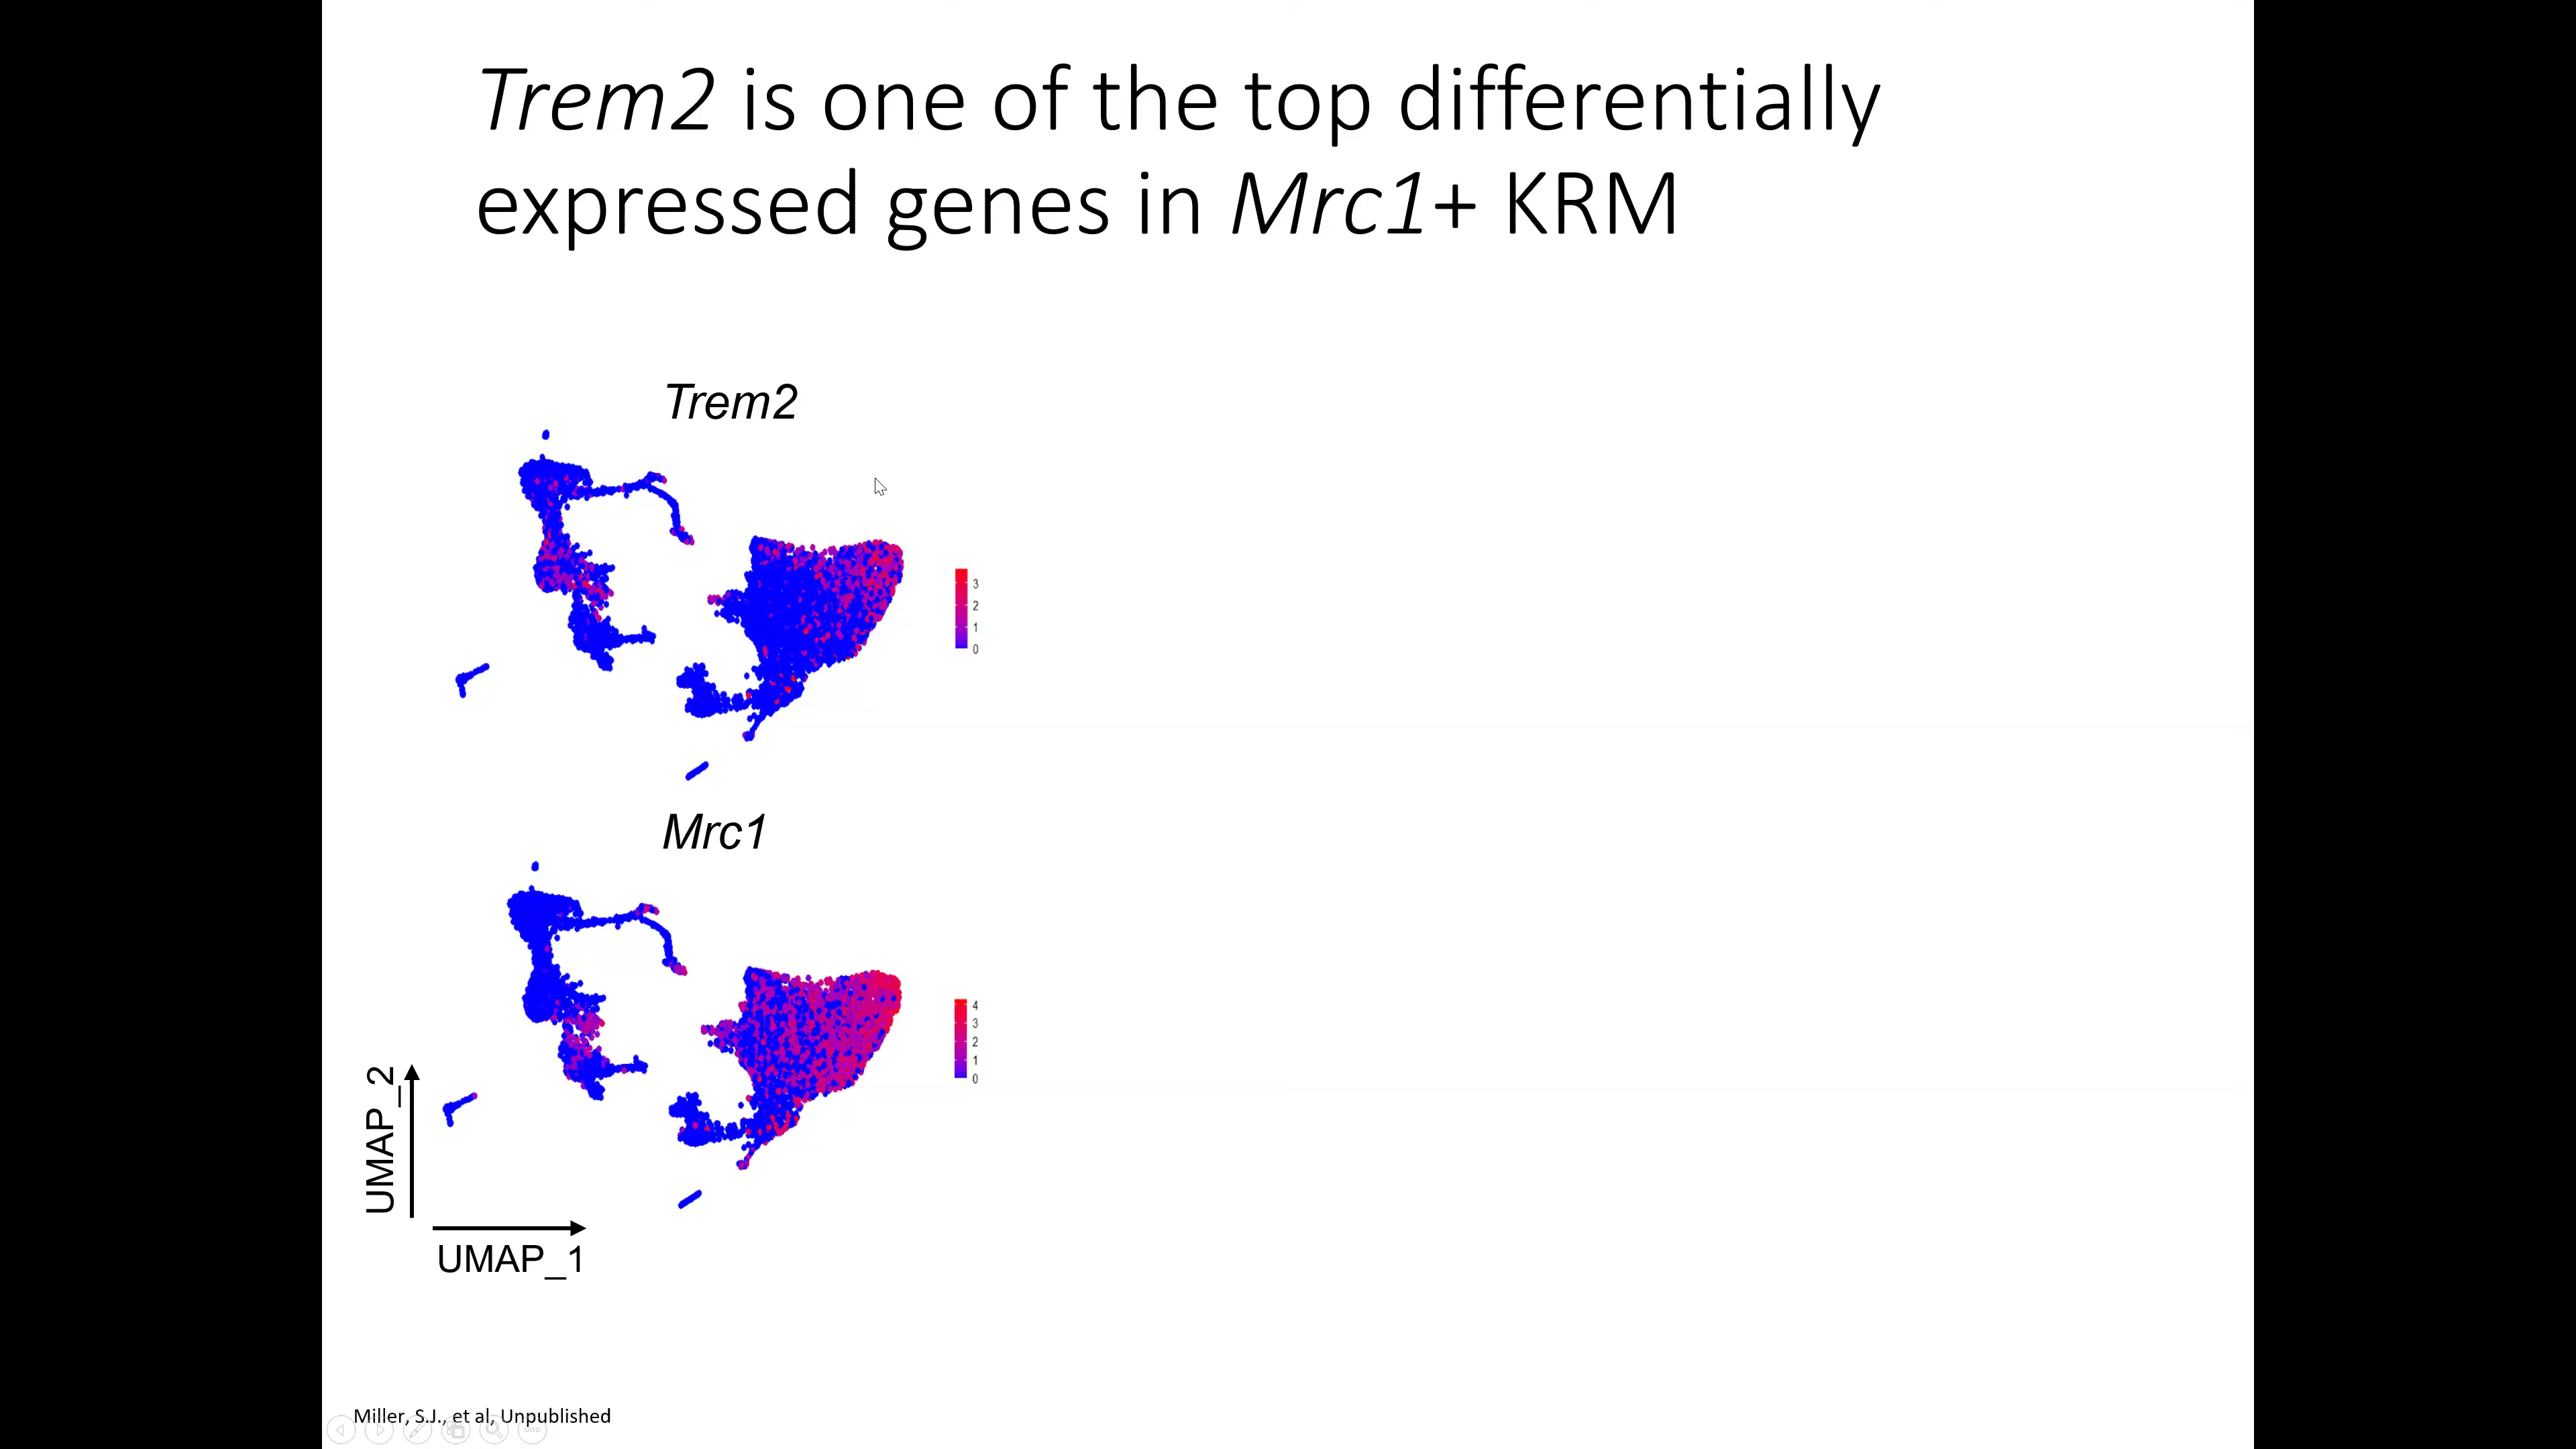 Trem2 is one of the top differentially
expressed genes in Mrc1+ KRM
Trem2
3
2
1
0
Mrc1
4
3
2
1
0
UMAP_2
UMAP_1
Miller, S.J., et al, Unpublished